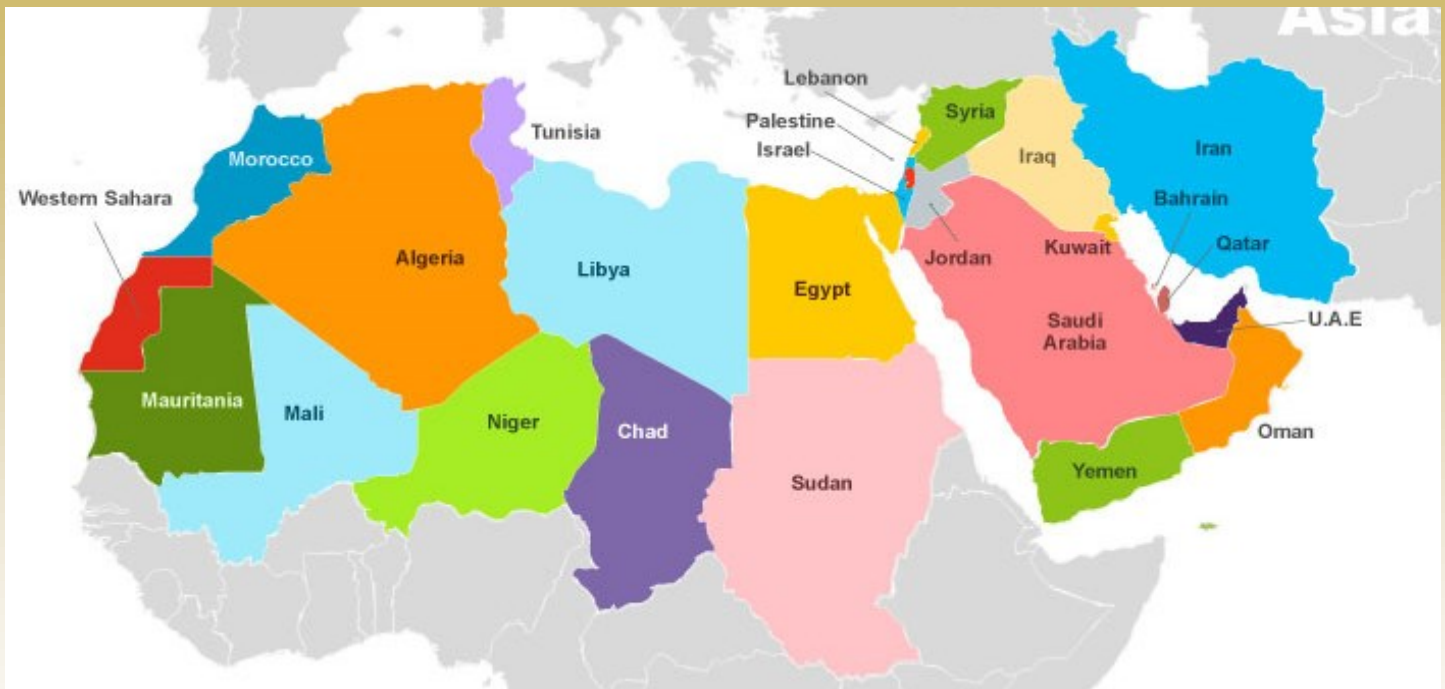 Asia
Lebanon
Syria
Palestine
Tunisia
Israel
Morocco
Iraq
Iran
Western Sahara
Bahrain
Kuwait
Qatar
Jordan
Algeria
Libya
Egypt
Saudi
Arabia
U.A.E
Mauritania
Mali
Niger
Chad
Oman
Yemen
Sudan